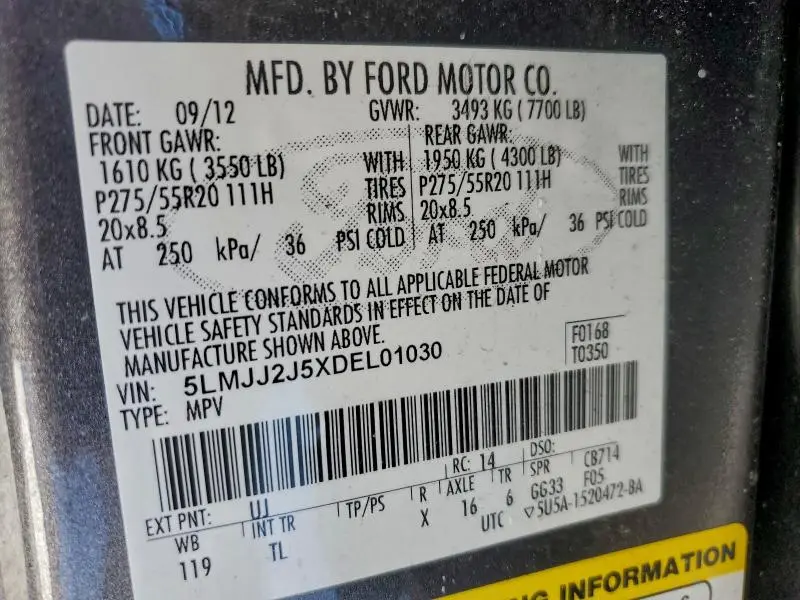 MFD. BY FORD MOTOR CO.
DATE: 09/12 GVWR: 3493 KG ( 7700 LB)
FRONT GAWR: REAR GAWR:
1610 KG ( 3550 LB) WITH 1950 KG ( 4300 LB) WITH
P275/55R20 111H TIRES P275/55R20 111H TIRES
20x8.5 RIMS 20x8.5 RIMS
AT 250 kPa/ 36 PSI COLD AT 250 kPa/ 36 PSI COLD
THIS VEHICLE CONFORMS TO ALL APPLICABLE FEDERAL MOTOR
VEHICLE SAFETY STANDARDS IN EFFECT ON THE DATE OF
MANUFACTURE SHOWN ABOVE.
F0168
VIN: 5LMJJ2J5XDEL01030 T0350
TYPE: MPV
RC: 14 DSO:
EXT PNT: UJ CB714
WB INT TR TP/PS R AXLE TR SPR F05
119 TL X 16 6 GG33
UTC ▽5U5A-1520472-BA
NG INFORMATION